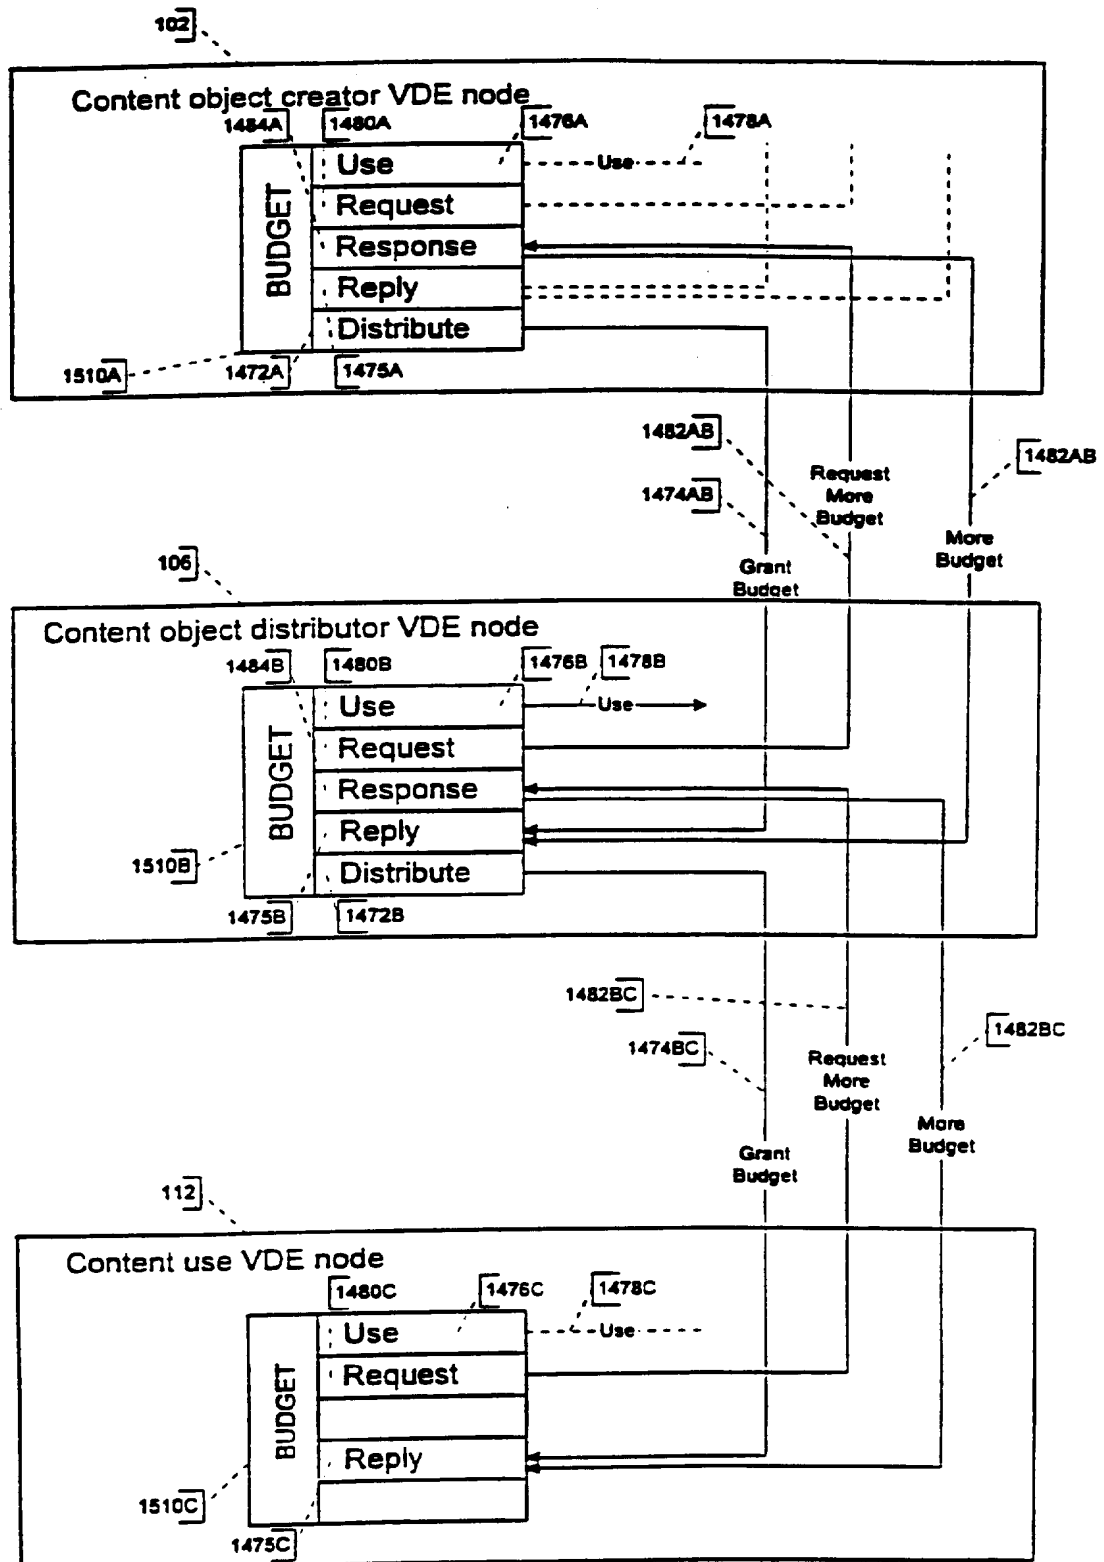 102
Content object creator VDE node
1484A
1480A
1476A
1478A
BUDGET
Use
Use
Request
Response
Reply
Distribute
1510A
1472A
1475A
1482AB
1482AB
1474AB
Request
More
Budget
More
Budget
Grant
Budget
106
Content object distributor VDE node
1484B
1480B
1476B
1478B
BUDGET
Use
Use
Request
Response
Reply
Distribute
1510B
1475B
1472B
1482BC
1482BC
1474BC
Request
More
Budget
More
Budget
Grant
Budget
112
Content use VDE node
1480C
1476C
1478C
BUDGET
Use
Use
Request
Reply
1510C
1475C